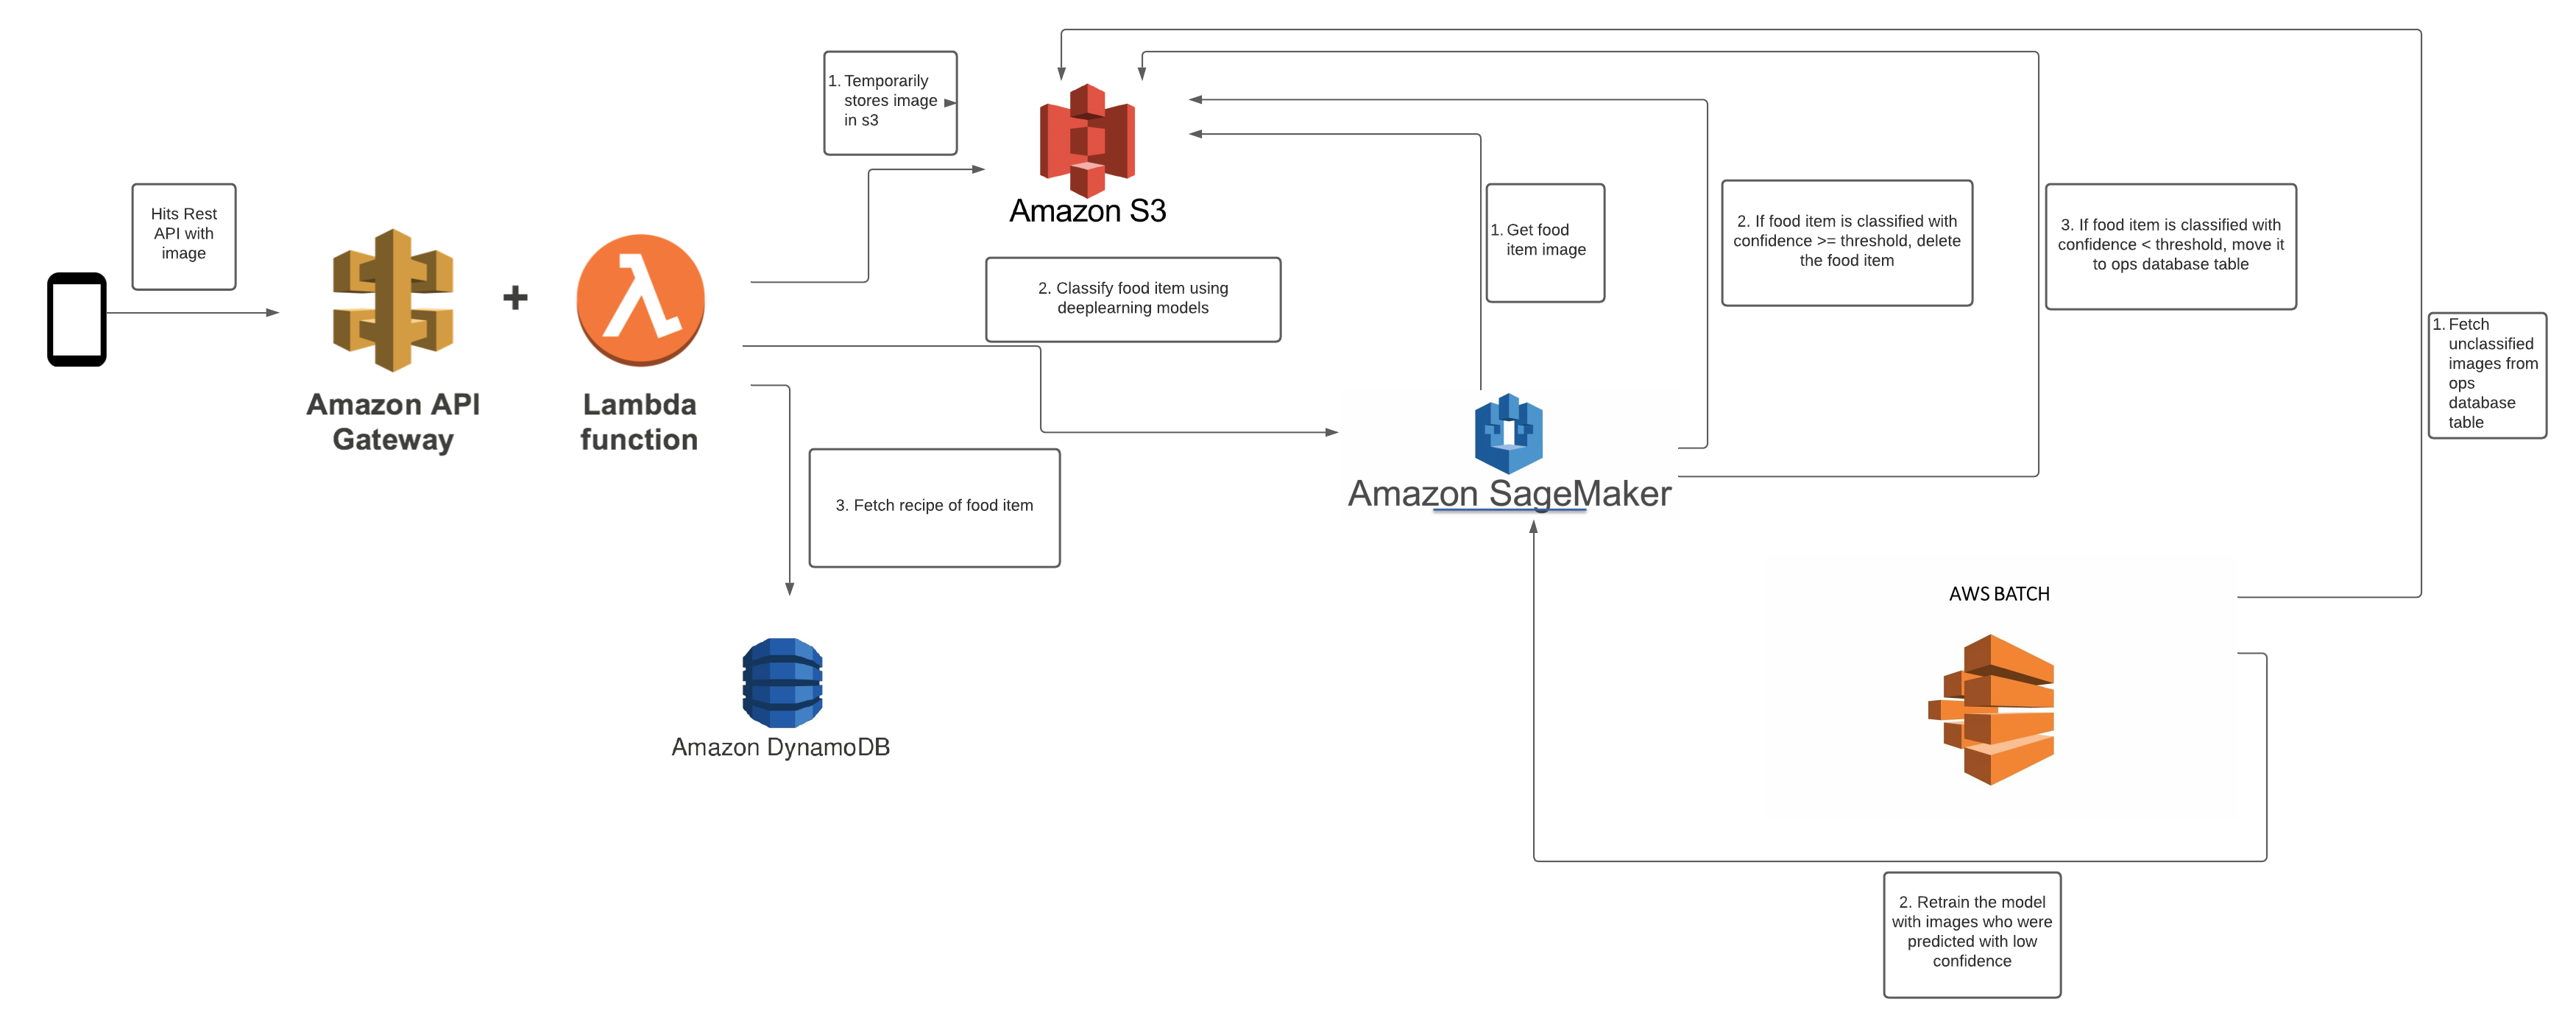 Hits Rest
API with
image
+
Amazon API
Gateway
Lambda
function
1. Temporarily
stores image
in s3
Amazon S3
2. Classify food item using
deeplearning models
3. Fetch recipe of food item
Amazon DynamoDB
1. Get food
item image
2. If food item is classified with
confidence >= threshold, delete
the food item
3. If food item is classified with
confidence < threshold, move it
to ops database table
Amazon SageMaker
1. Fetch
unclassified
images from
ops
database
table
AWS BATCH
2. Retrain the model
with images who were
predicted with low
confidence